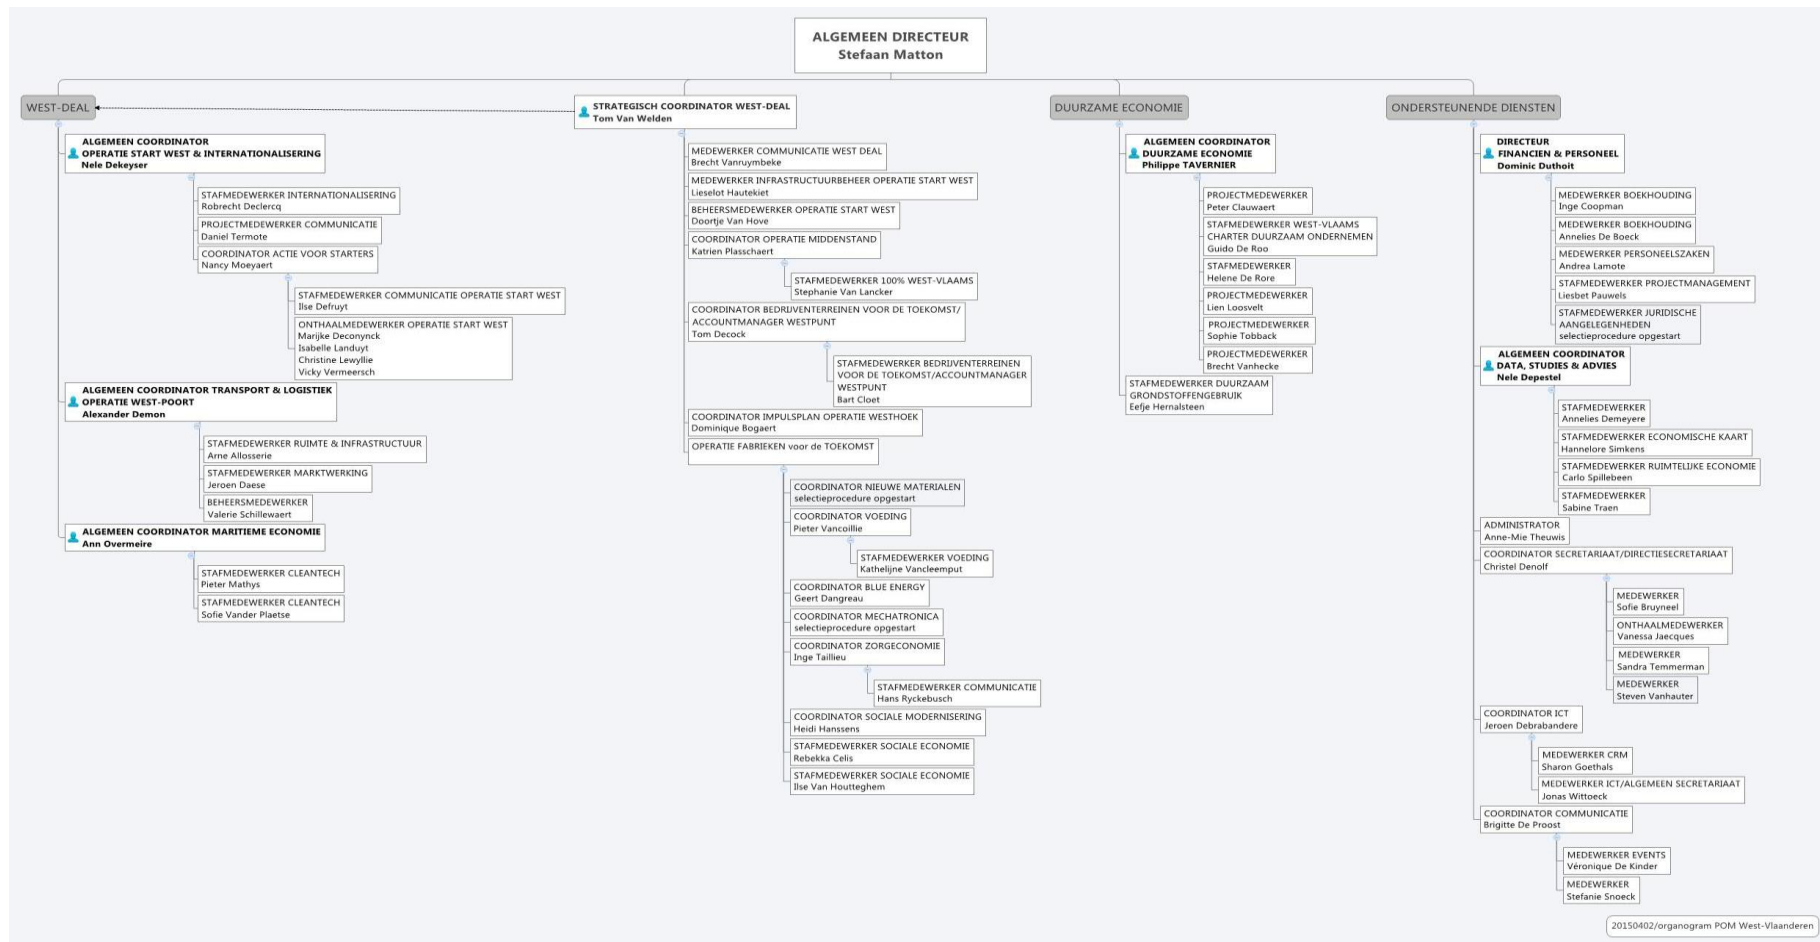 ALGEMEEN DIRECTEUR
Stefaan Matton
WEST-DEAL
ALGEMEEN COORDINATOR
OPERATIE START WEST & INTERNATIONALISERING
Nele Dekeyser
STAFMEDEWERKER INTERNATIONALISERING
Robrecht Declercq
PROJECTMEDEWERKER COMMUNICATIE
Daniel Termote
COORDINATOR ACTIE VOOR STARTERS
Nancy Moeyaert
STAFMEDEWERKER COMMUNICATIE OPERATIE START WEST
Ilse Defruyt
ONTHAALMEDEWERKER OPERATIE START WEST
Marijke Deconynck
Isabelle Landuyt
Christine Lewyllie
Vicky Vermeersch
ALGEMEEN COORDINATOR TRANSPORT & LOGISTIEK
OPERATIE WEST-POORT
Alexander Demon
STAFMEDEWERKER RUIMTE & INFRASTRUCTUUR
Arne Allosserie
STAFMEDEWERKER MARKTWERKING
Jeroen Daese
BEHEERSMEDEWERKER
Valerie Schillewaert
ALGEMEEN COORDINATOR MARITIEME ECONOMIE
Ann Overmeire
STAFMEDEWERKER CLEANTECH
Pieter Mathys
STAFMEDEWERKER CLEANTECH
Sofie Vander Plaetse
STRATEGISCH COORDINATOR WEST-DEAL
Tom Van Welden
MEDEWERKER COMMUNICATIE WEST DEAL
Brecht Vanruymbeke
MEDEWERKER INFRASTRUCTUURBEHEER OPERATIE START WEST
Lieselot Hautekiet
BEHEERSMEDEWERKER OPERATIE START WEST
Doortje Van Hove
COORDINATOR OPERATIE MIDDENSTAND
Katrien Plasschaert
STAFMEDEWERKER 100% WEST-VLAAMS
Stephanie Van Lancker
COORDINATOR BEDRIJVENTERREINEN VOOR DE TOEKOMST/
ACCOUNTMANAGER WESTPUNT
Tom Decock
STAFMEDEWERKER BEDRIJVENTERREINEN
VOOR DE TOEKOMST/ACCOUNTMANAGER
WESTPUNT
Bart Cloet
COORDINATOR IMPULSPLAN OPERATIE WESTHOEK
Dominique Bogaert
OPERATIE FABRIEKEN voor de TOEKOMST
COORDINATOR NIEUWE MATERIALEN
selectieprocedure opgestart
COORDINATOR VOEDING
Pieter Vancoillie
STAFMEDEWERKER VOEDING
Kathelijne Vancleemput
COORDINATOR BLUE ENERGY
Geert Dangreau
COORDINATOR MECHATRONICA
selectieprocedure opgestart
COORDINATOR ZORGECONOMIE
Inge Taillieu
STAFMEDEWERKER COMMUNICATIE
Hans Ryckebusch
COORDINATOR SOCIALE MODERNISERING
Heidi Hanssens
STAFMEDEWERKER SOCIALE ECONOMIE
Rebekka Celis
STAFMEDEWERKER SOCIALE ECONOMIE
Ilse Van Houtteghem
DUURZAME ECONOMIE
ALGEMEEN COORDINATOR
DUURZAME ECONOMIE
Philippe TAVERNIER
PROJECTMEDEWERKER
Peter Clauwaert
STAFMEDEWERKER WEST-VLAAMS
CHARTER DUURZAAM ONDERNEMEN
Guido De Roo
STAFMEDEWERKER
Helene De Rore
PROJECTMEDEWERKER
Lien Loosvelt
PROJECTMEDEWERKER
Sophie Tobback
PROJECTMEDEWERKER
Brecht Vanhecke
STAFMEDEWERKER DUURZAAM
GRONDSTOFFENGEBRUIK
Eefje Hernalsteen
ONDERSTEUNENDE DIENSTEN
DIRECTEUR
FINANCIEN & PERSONEEL
Dominic Duthoit
MEDEWERKER BOEKHOUDING
Inge Coopman
MEDEWERKER BOEKHOUDING
Annelies De Boeck
MEDEWERKER PERSONEELSZAKEN
Andrea Lamote
STAFMEDEWERKER PROJECTMANAGEMENT
Liesbet Pauwels
STAFMEDEWERKER JURIDISCHE
AANGELEGENHEDEN
selectieprocedure opgestart
ALGEMEEN COORDINATOR
DATA, STUDIES & ADVIES
Nele Depestel
STAFMEDEWERKER
Annelies Demeyere
STAFMEDEWERKER ECONOMISCHE KAART
Hannelore Simkens
STAFMEDEWERKER RUIMTELIJKE ECONOMIE
Carlo Spillebeen
STAFMEDEWERKER
Sabine Traen
ADMINISTRATOR
Anne-Mie Theuwis
COORDINATOR SECRETARIAAT/DIRECTIESECRETARIAAT
Christel Denolf
MEDEWERKER
Sofie Bruyneel
ONTHAALMEDEWERKER
Vanessa Jaecques
MEDEWERKER
Sandra Temmerman
MEDEWERKER
Steven Vanhauter
COORDINATOR ICT
Jeroen Debrabandere
MEDEWERKER CRM
Sharon Goethals
MEDEWERKER ICT/ALGEMEEN SECRETARIAAT
Jonas Wittoeck
COORDINATOR COMMUNICATIE
Brigitte De Proost
MEDEWERKER EVENTS
Véronique De Kinder
MEDEWERKER
Stefanie Snoeck
20150402/organogram POM West-Vlaanderen